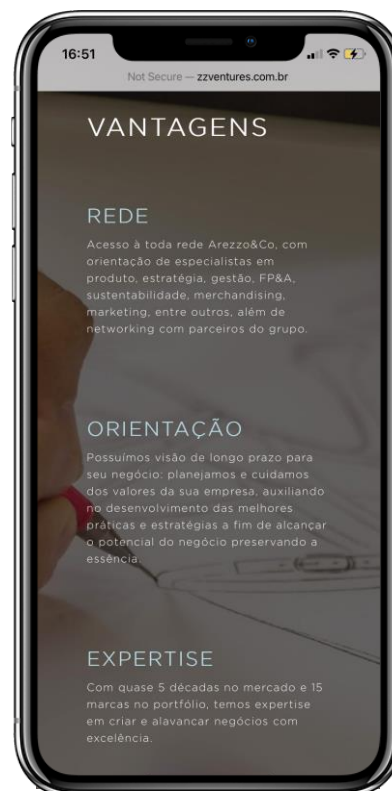 16:51
Not Secure — zzventures.com.br
VANTAGENS
REDE
Acesso à toda rede Arezzo&Co, com
orientação de especialistas em
produto, estratégia, gestão, FP&A,
sustentabilidade, merchandising,
marketing, entre outros, além de
networking com parceiros do grupo.
ORIENTAÇÃO
Possuímos visão de longo prazo para
seu negócio: planejamos e cuidamos
dos valores da sua empresa, auxiliando
no desenvolvimento das melhores
práticas e estratégias a fim de alcançar
o potencial do negócio preservando a
essência.
EXPERTISE
Com quase 5 décadas no mercado e 15
marcas no portfólio, temos expertise
em criar e alavancar negócios com
excelência.